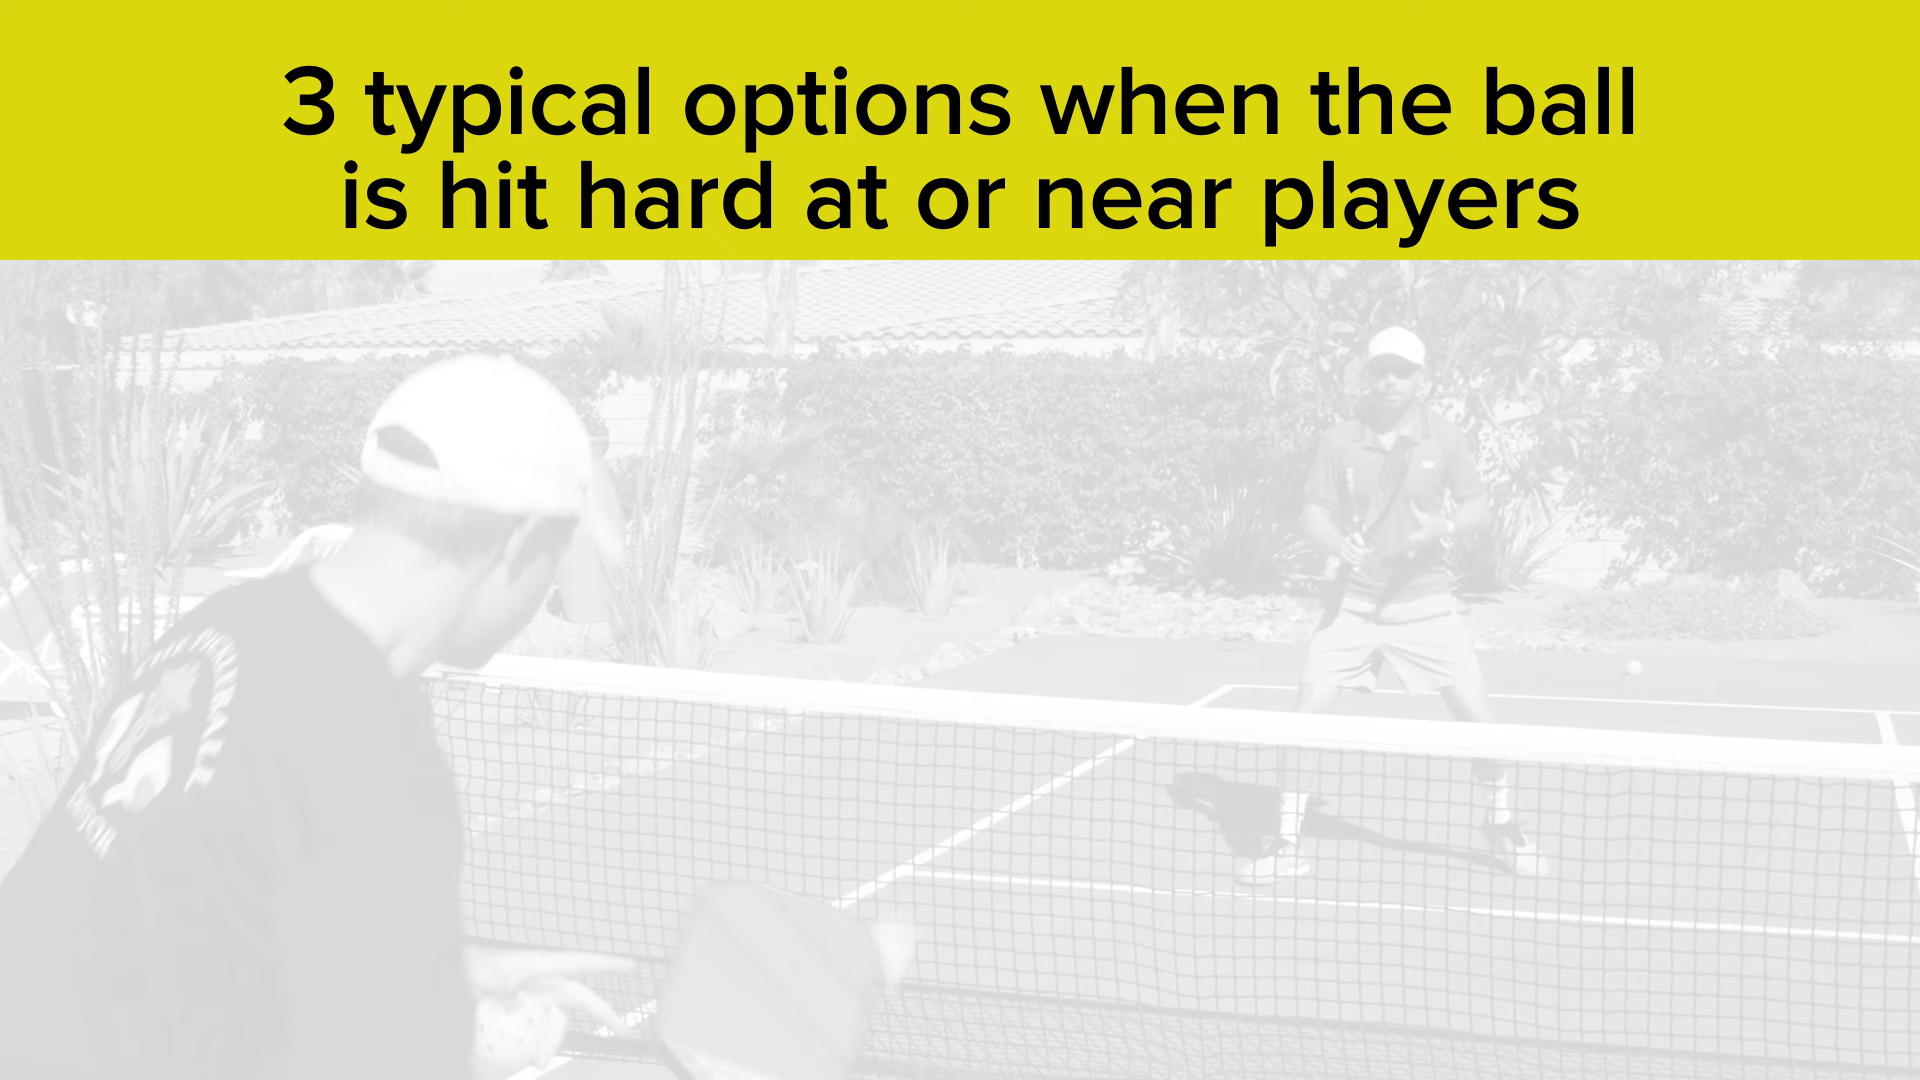 3 typical options when the ball
is hit hard at or near players